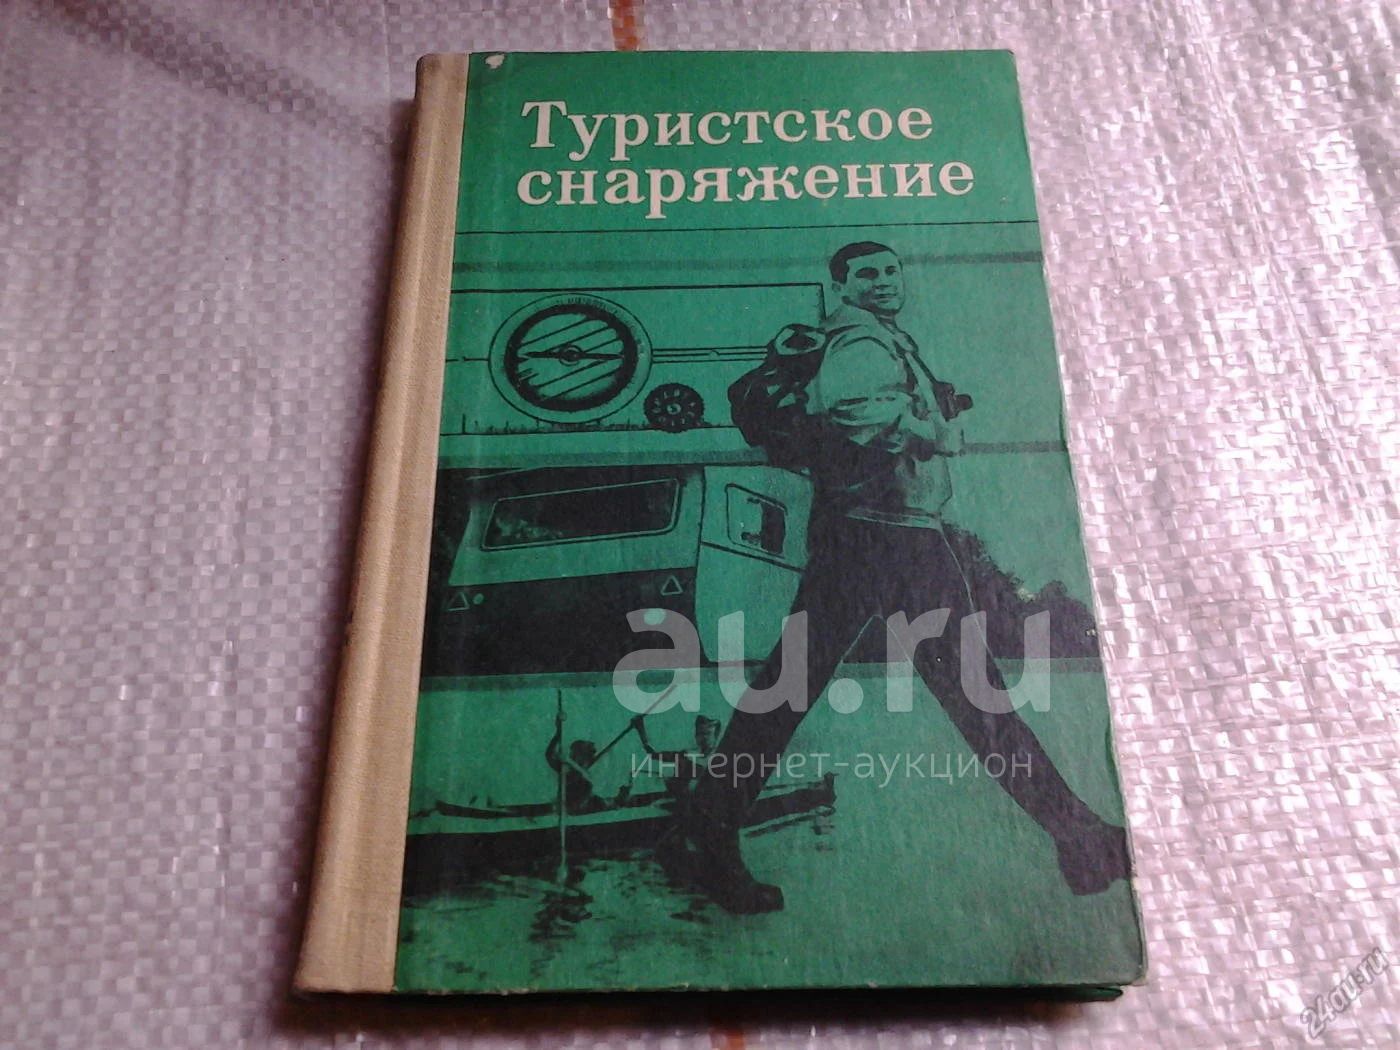 Туристское
снаряжение
au.ru
интернет-аукцион
24au.ru